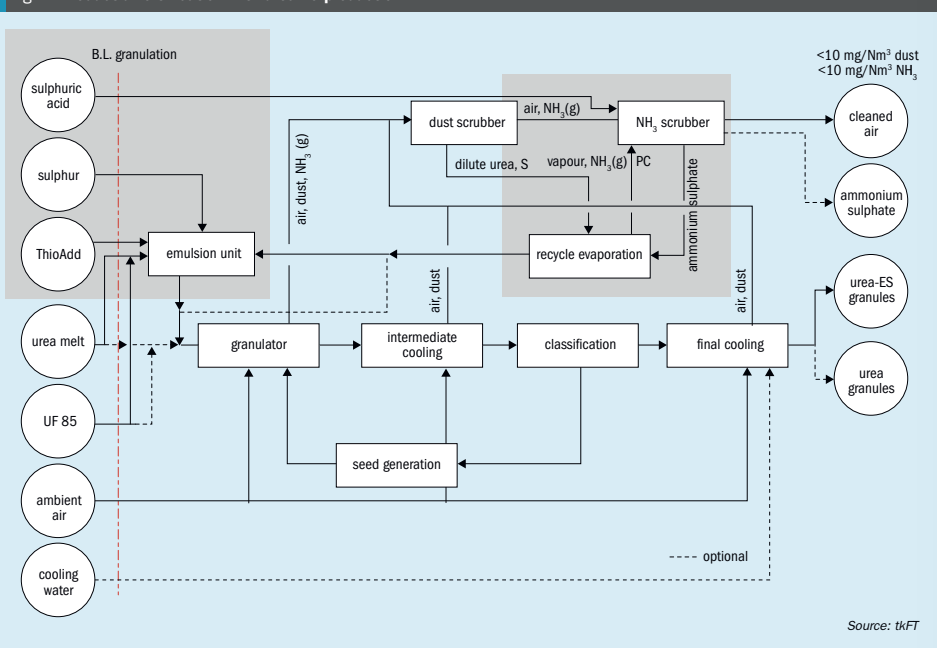 B.L. granulation
<10 mg/Nm³ dust
<10 mg/Nm³ NH₃
sulphuric
acid
sulphur
ThioAdd
urea melt
UF 85
ambient
air
cooling
water
emulsion unit
air, dust, NH₃ (g)
dust scrubber
air, NH₃(g)
NH₃ scrubber
dilute urea, S
vapour, NH₃(g)
PC
ammonium sulphate
recycle evaporation
air, dust
air, dust
granulator
intermediate
cooling
classification
final cooling
seed generation
cleaned
air
ammonium
sulphate
urea-ES
granules
urea
granules
---- optional
Source: tkFT